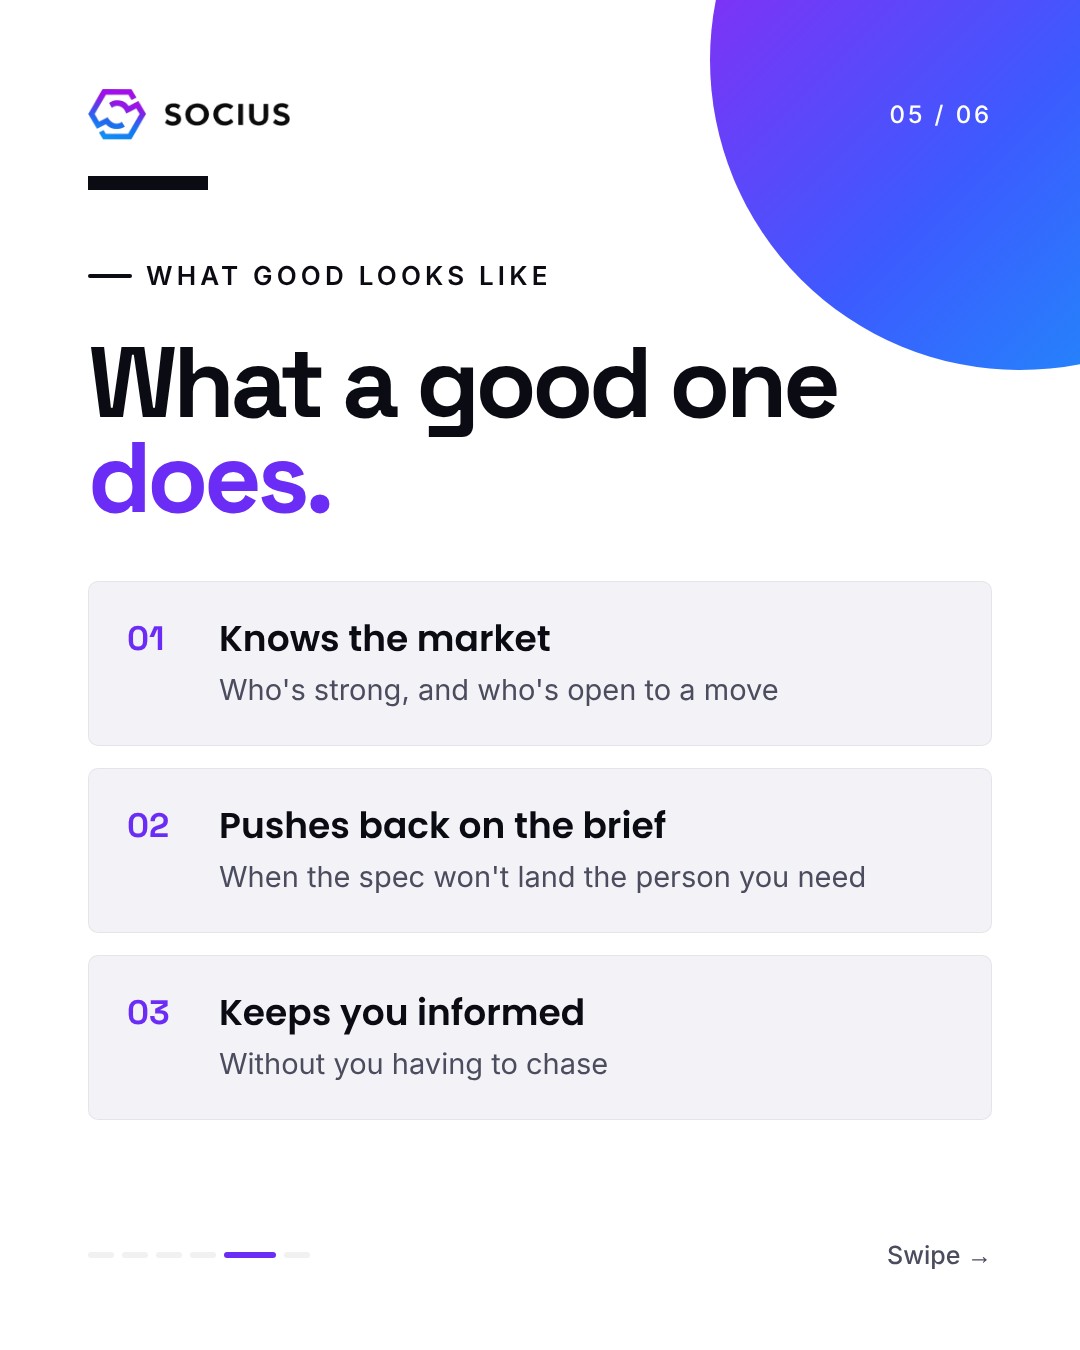 SOCIUS
05 / 06
WHAT GOOD LOOKS LIKE
What a good one
does.
01 Knows the market
Who's strong, and who's open to a move
02 Pushes back on the brief
When the spec won't land the person you need
03 Keeps you informed
Without you having to chase
Swipe →